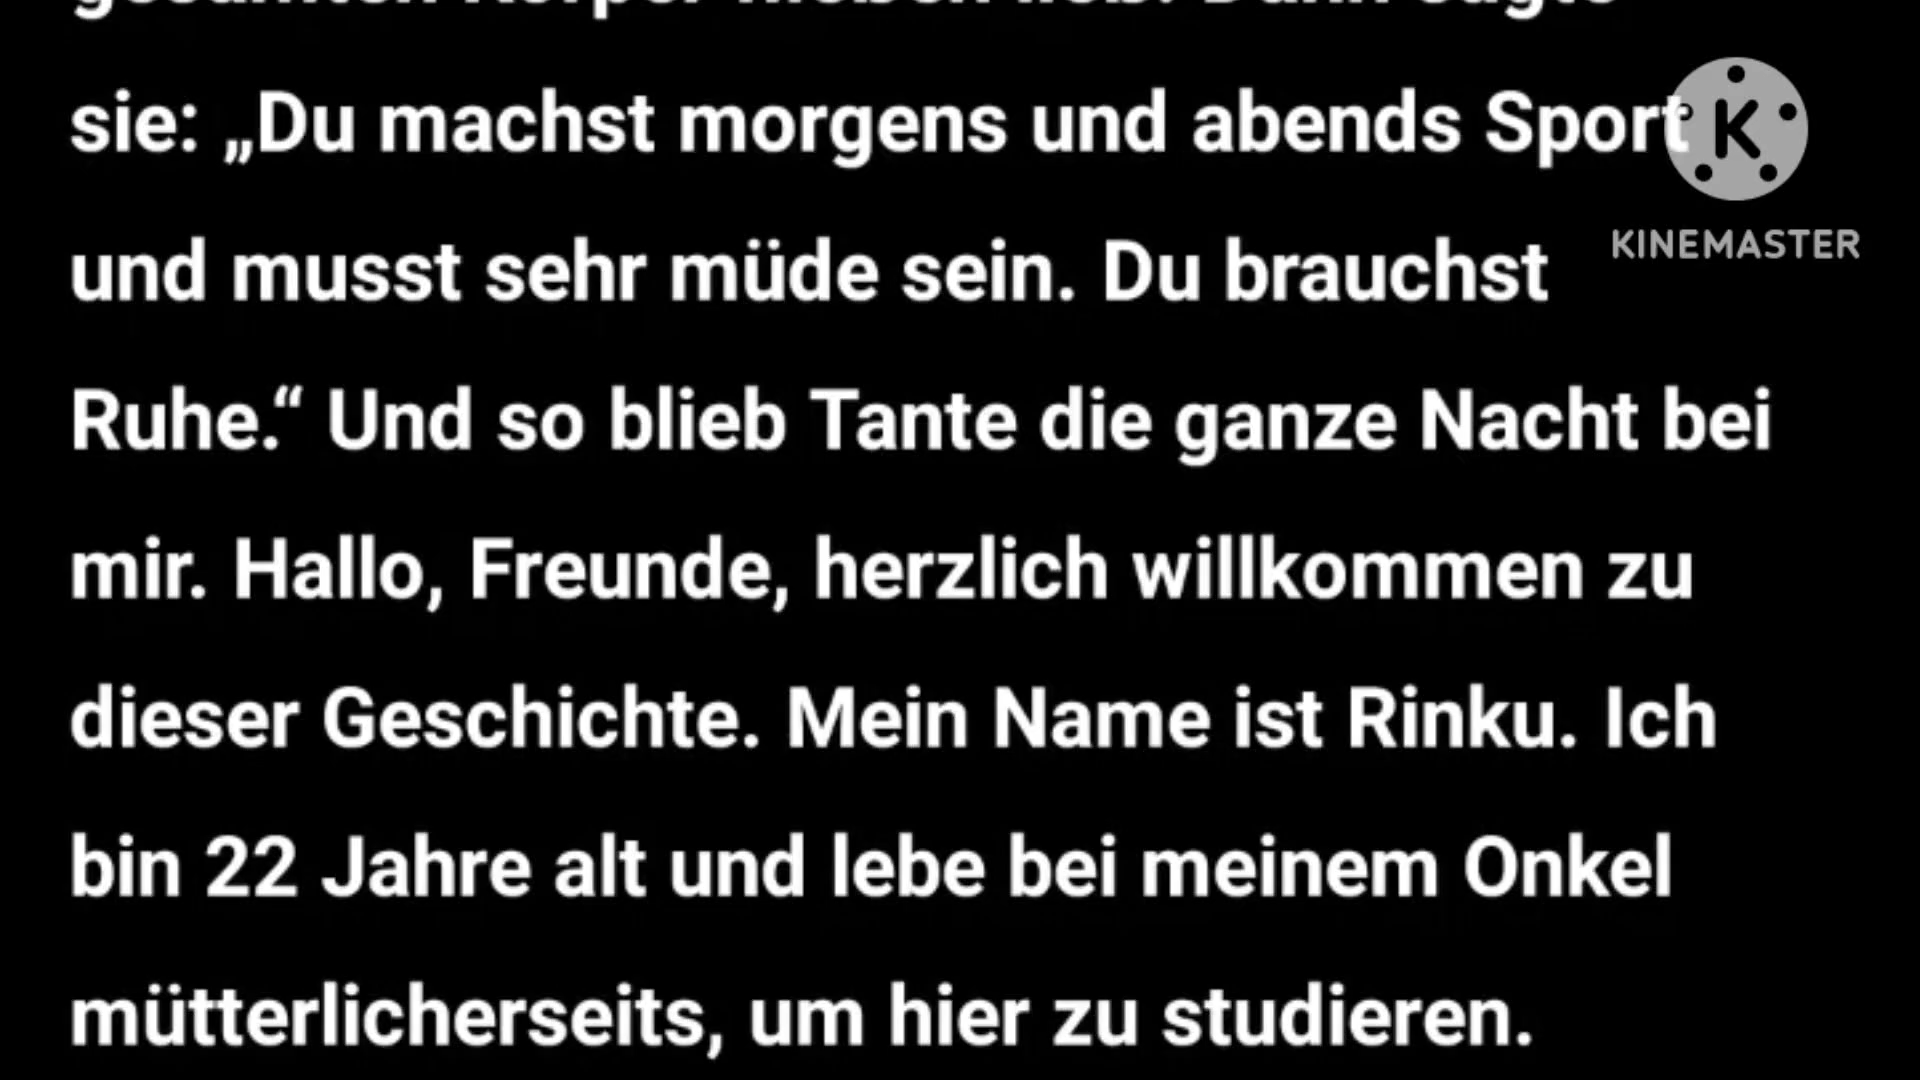 sie: „Du machst morgens und abends Sport
und musst sehr müde sein. Du brauchst
Ruhe.“ Und so blieb Tante die ganze Nacht bei
mir. Hallo, Freunde, herzlich willkommen zu
dieser Geschichte. Mein Name ist Rinku. Ich
bin 22 Jahre alt und lebe bei meinem Onkel
mütterlicherseits, um hier zu studieren.
K
KINEMASTER